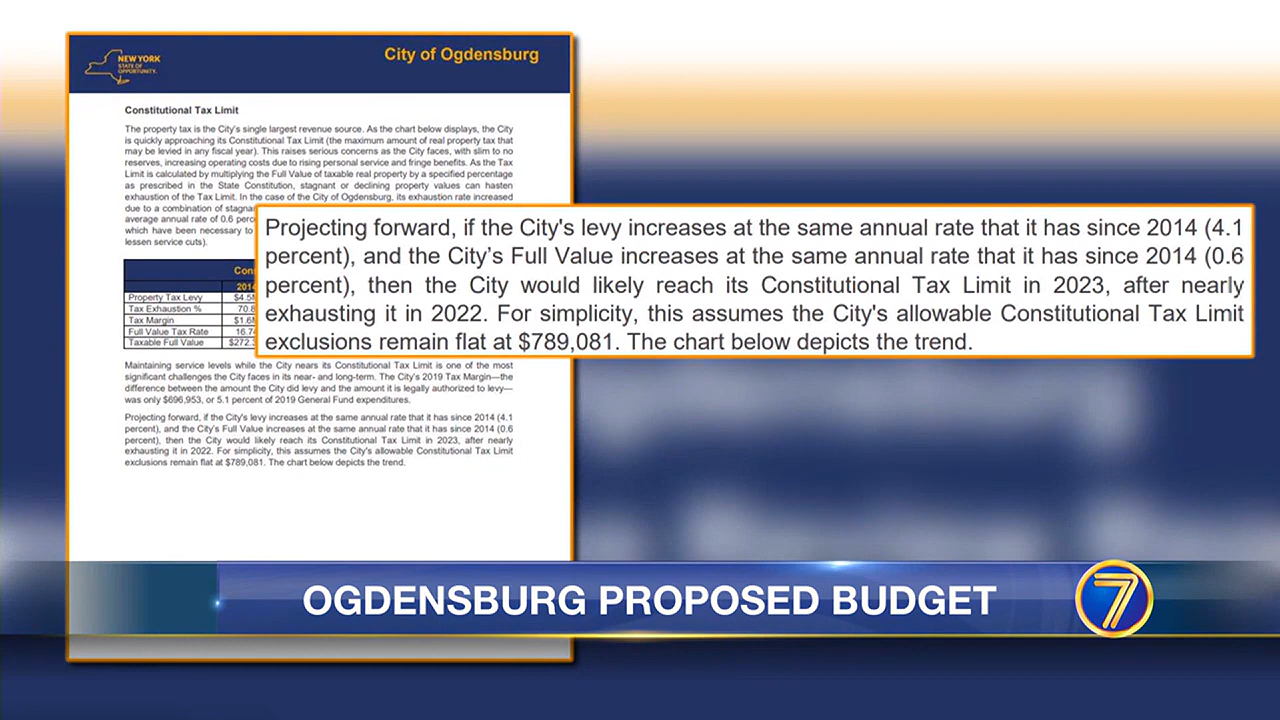 City of Ogdensburg
NEW YORK
STATE OF
OPPORTUNITY.
Constitutional Tax Limit
The property tax is the City's single largest revenue source. As the chart below displays, the City
is quickly approaching its Constitutional Tax Limit (the maximum amount of real property tax that
may be levied in any fiscal year). This raises serious concerns as the City faces, with slim to no
reserves, increasing operating costs due to rising personal service and fringe benefits. As the Tax
Limit is calculated by multiplying the Full Value of taxable real property by a specified percentage
as prescribed in the State Constitution, stagnant or declining property values can hasten
exhaustion of the Tax Limit. In the case of the City of Ogdensburg, its exhaustion rate increased
due to a combination of
average annual rate of 0.6
which have been necessary to
lessen service cuts).
Projecting forward, if the City's levy increases at the same annual rate that it has since 2014 (4.1
percent), and the City's Full Value increases at the same annual rate that it has since 2014 (0.6
percent), then the City would likely reach its Constitutional Tax Limit in 2023, after nearly
exhausting it in 2022. For simplicity, this assumes the City's allowable Constitutional Tax Limit
exclusions remain flat at $789,081. The chart below depicts the trend.
2014
Property Tax Levy
Tax Exhaustion %
Tax Margin
Full Value Tax Rate
Taxable Full Value
Maintaining service levels while the City nears its Constitutional Tax Limit is one of the most
significant challenges the City faces in its near- and long-term. The City's 2019 Tax Margin—the
difference between the amount the City did levy and the amount it is legally authorized to levy—
was only $696,953, or 5.1 percent of 2019 General Fund expenditures.
Projecting forward, if the City's levy increases at the same annual rate that it has since 2014 (4.1
percent), and the City's Full Value increases at the same annual rate that it has since 2014 (0.6
percent), then the City would likely reach its Constitutional Tax Limit in 2023, after nearly
exhausting it in 2022. For simplicity, this assumes the City's allowable Constitutional Tax Limit
exclusions remain flat at $789,081. The chart below depicts the trend.
OGDENSBURG PROPOSED BUDGET
7